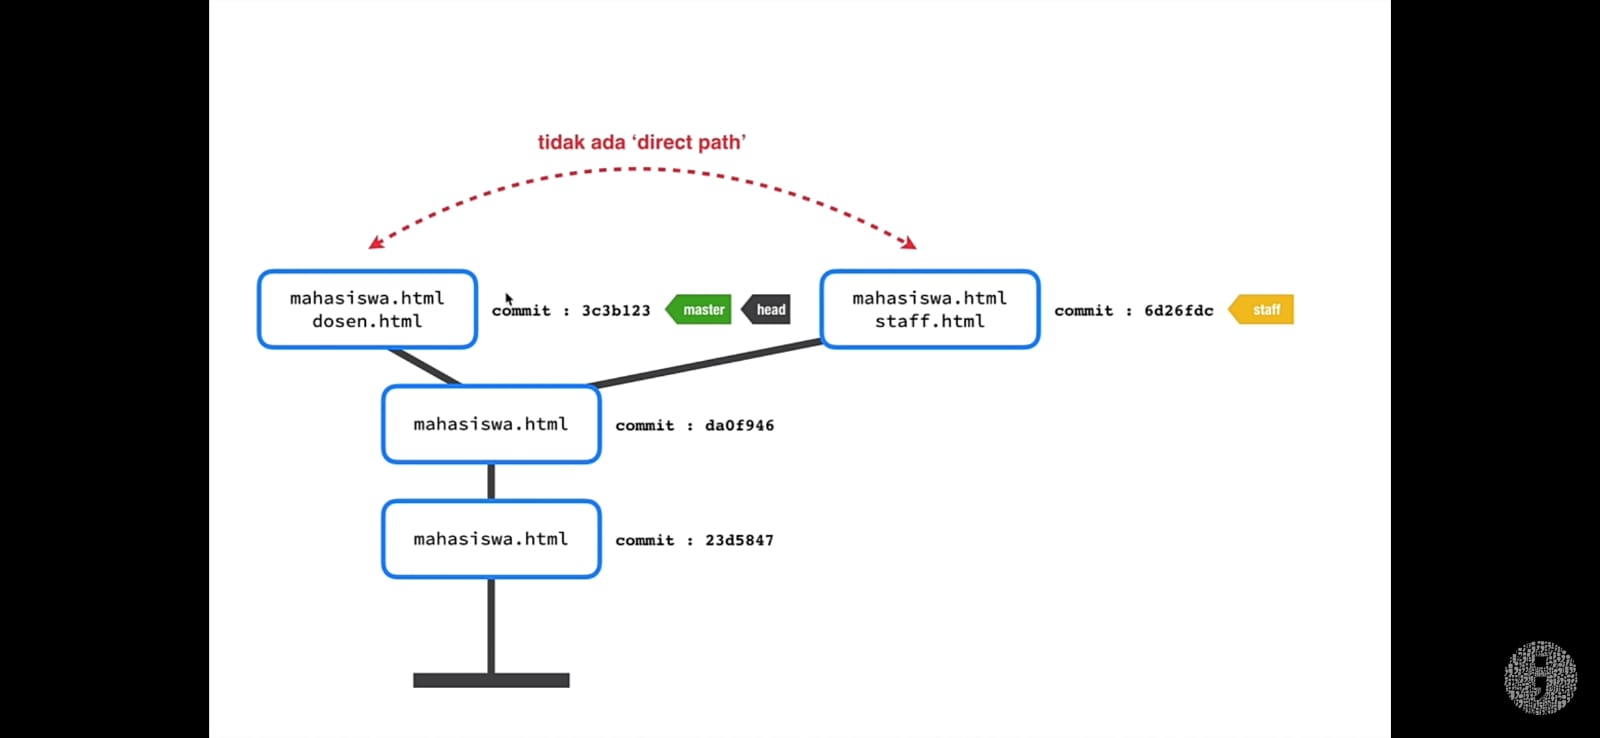 tidak ada ‘direct path’
mahasiswa.html
dosen.html
commit : 3c3b123
master
head
mahasiswa.html
staff.html
commit : 6d26fdc
staff
mahasiswa.html
commit : da0f946
mahasiswa.html
commit : 23d5847